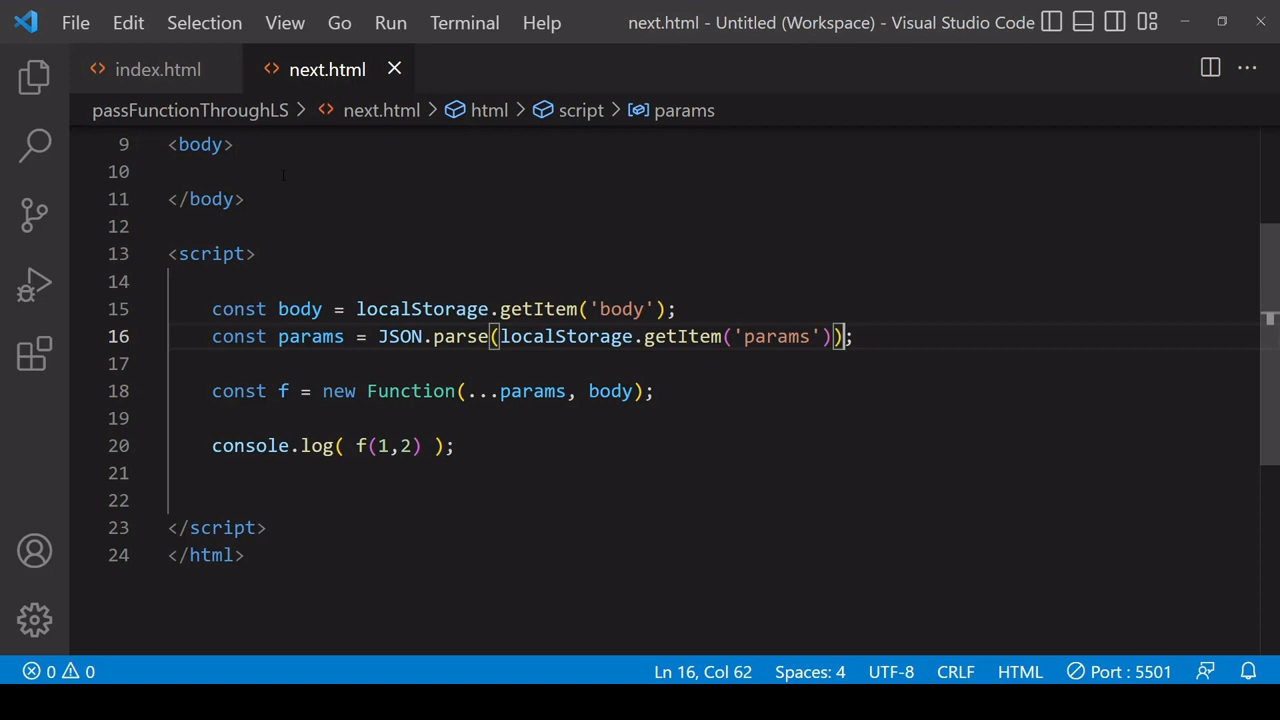 File Edit Selection View Go Run Terminal Help next.html - Untitled (Workspace) - Visual Studio Code
index.html next.html
passFunctionThroughLS > next.html > html > script > params
9 <body>
10
11 </body>
12
13 <script>
14
15 const body = localStorage.getItem('body');
16 const params = JSON.parse(localStorage.getItem('params'));
17
18 const f = new Function(...params, body);
19
20 console.log( f(1,2) );
21
22
23 </script>
24 </html>
0 0 Ln 16, Col 62 Spaces: 4 UTF-8 CRLF HTML Port : 5501